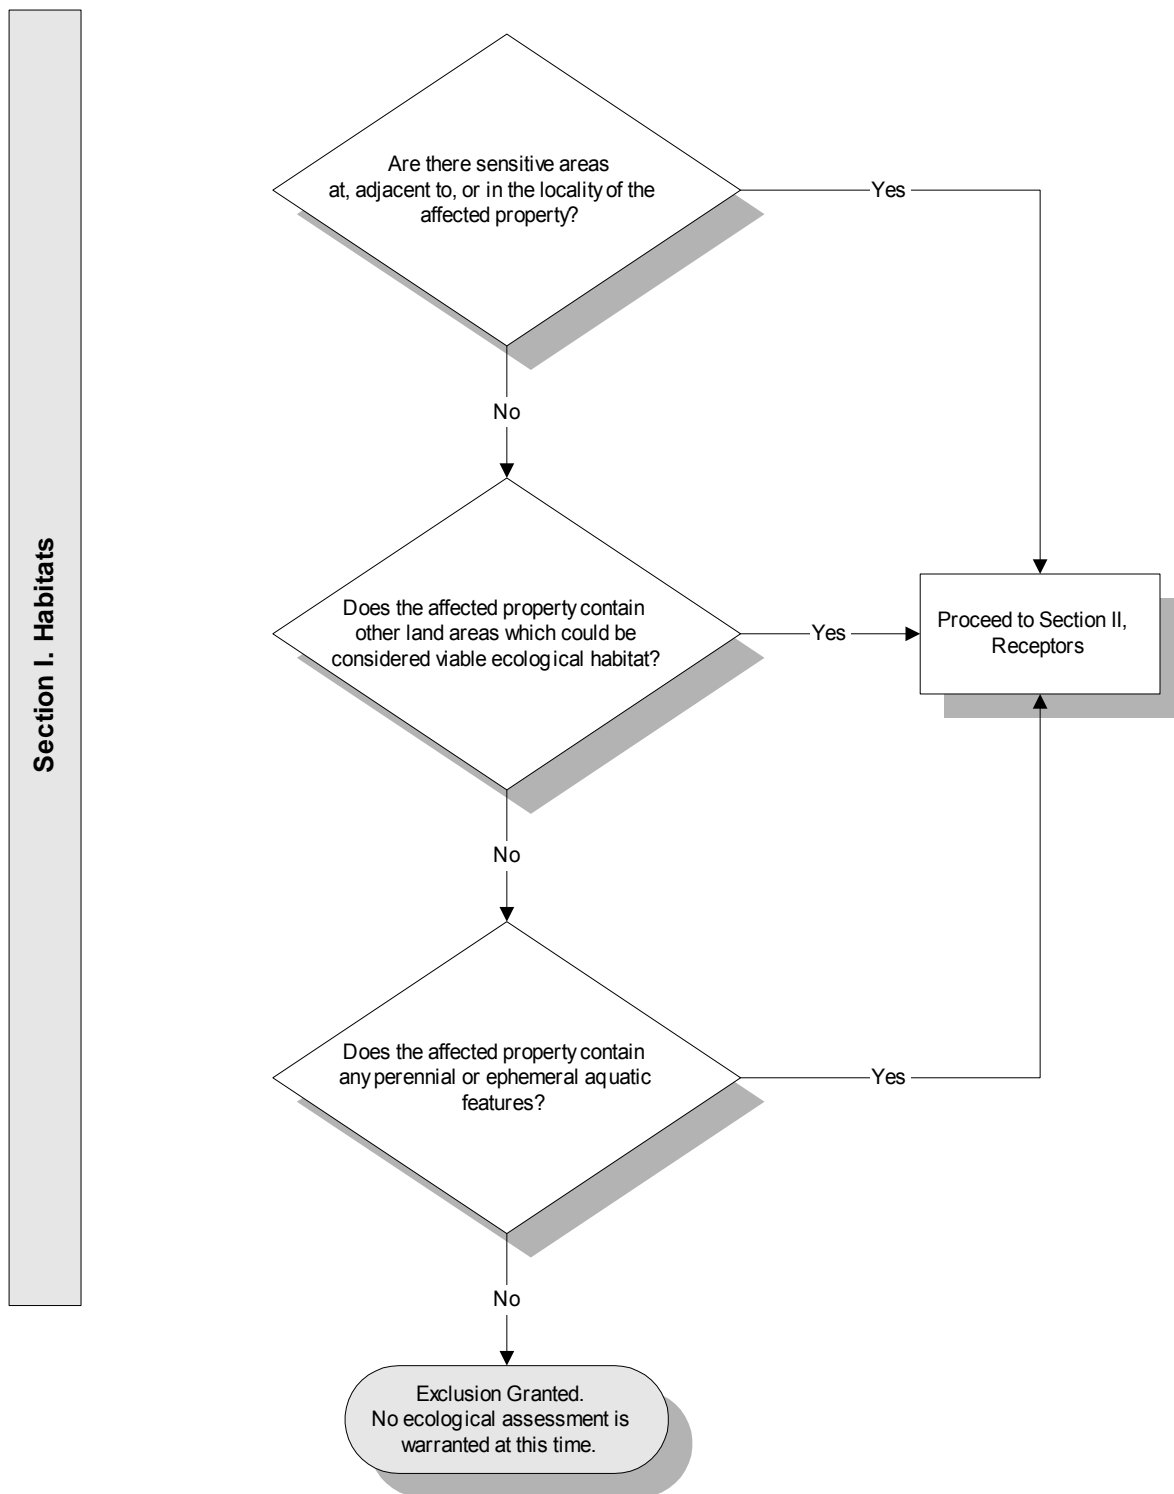 Section I. Habitats
Are there sensitive areas
at, adjacent to, or in the locality of the
affected property?
Yes
No
Does the affected property contain
other land areas which could be
considered viable ecological habitat?
Yes
Proceed to Section II,
Receptors
No
Does the affected property contain
any perennial or ephemeral aquatic
features?
Yes
No
Exclusion Granted.
No ecological assessment is
warranted at this time.